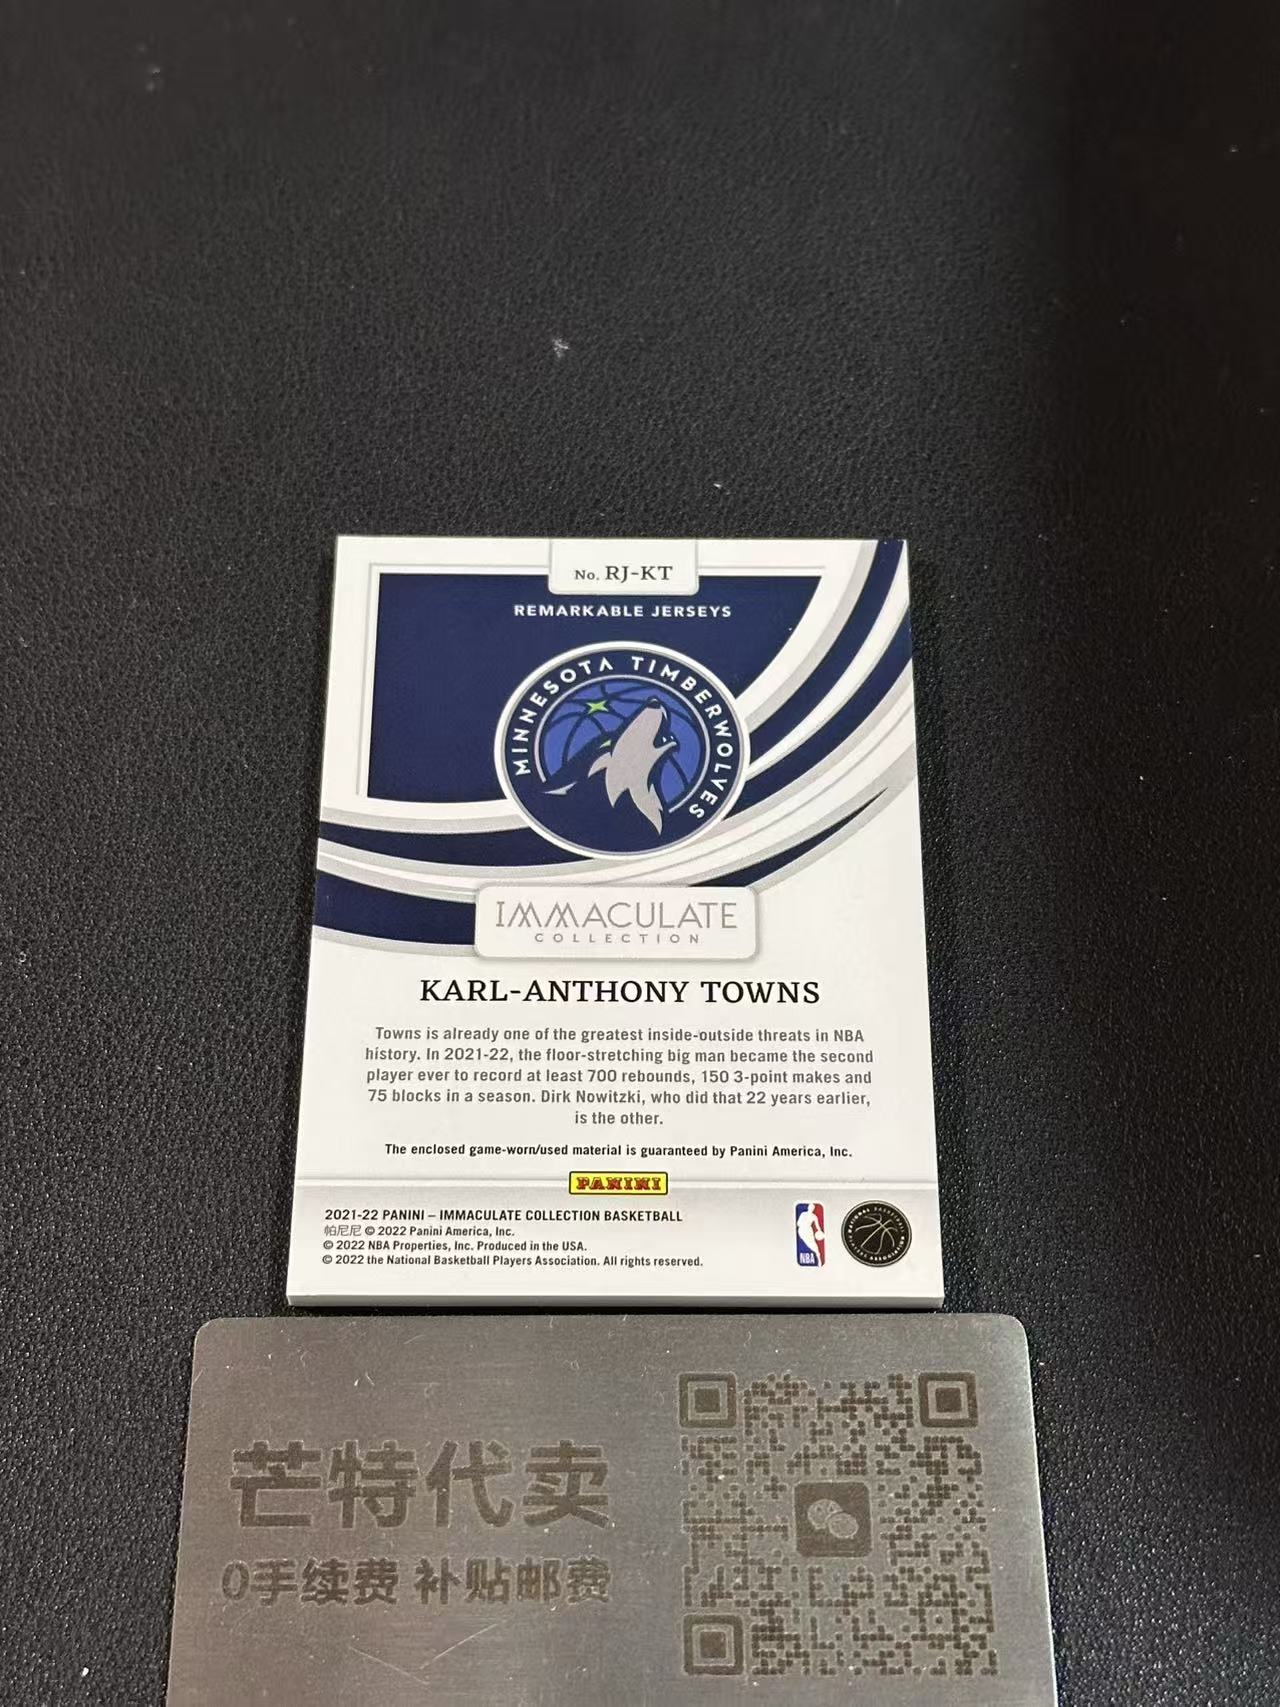 No. RJ-KT
REMARKABLE JERSEYS
MINNESOTA TIMBERWOLVES
IMMACULATE
COLLECTION
KARL-ANTHONY TOWNS
Towns is already one of the greatest inside-outside threats in NBA
history. In 2021-22, the floor-stretching big man became the second
player ever to record at least 700 rebounds, 150 3-point makes and
75 blocks in a season. Dirk Nowitzki, who did that 22 years earlier,
is the other.
The enclosed game-worn/used material is guaranteed by Panini America, Inc.
PANINI
2021-22 PANINI – IMMACULATE COLLECTION BASKETBALL
帕尼尼 © 2022 Panini America, Inc.
© 2022 NBA Properties, Inc. Produced in the USA.
© 2022 the National Basketball Players Association. All rights reserved.
NBA
芒特代卖
0手续费 补贴邮费